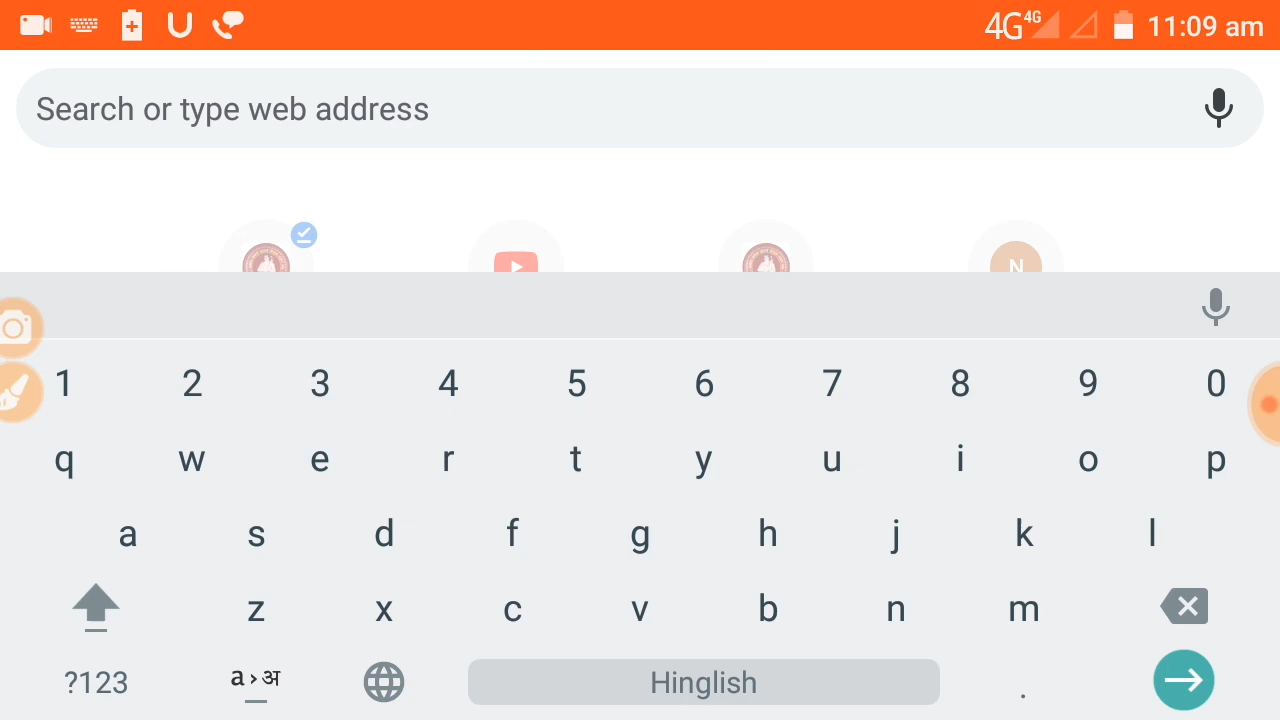 4G 4G 11:09 am
Search or type web address
N
1 2 3 4 5 6 7 8 9 0
q w e r t y u i o p
a s d f g h j k l
z x c v b n m
?123 a›अ Hinglish .